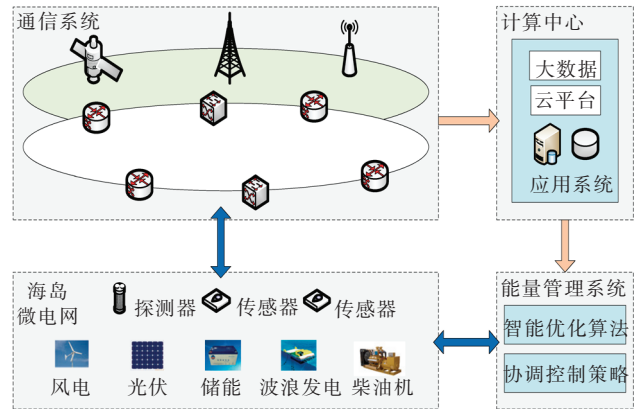 通信系统
计算中心
大数据
云平台
应用系统
海岛
微电网
探测器
传感器
传感器
风电
光伏
储能
波浪发电
柴油机
能量管理系统
智能优化算法
协调控制策略